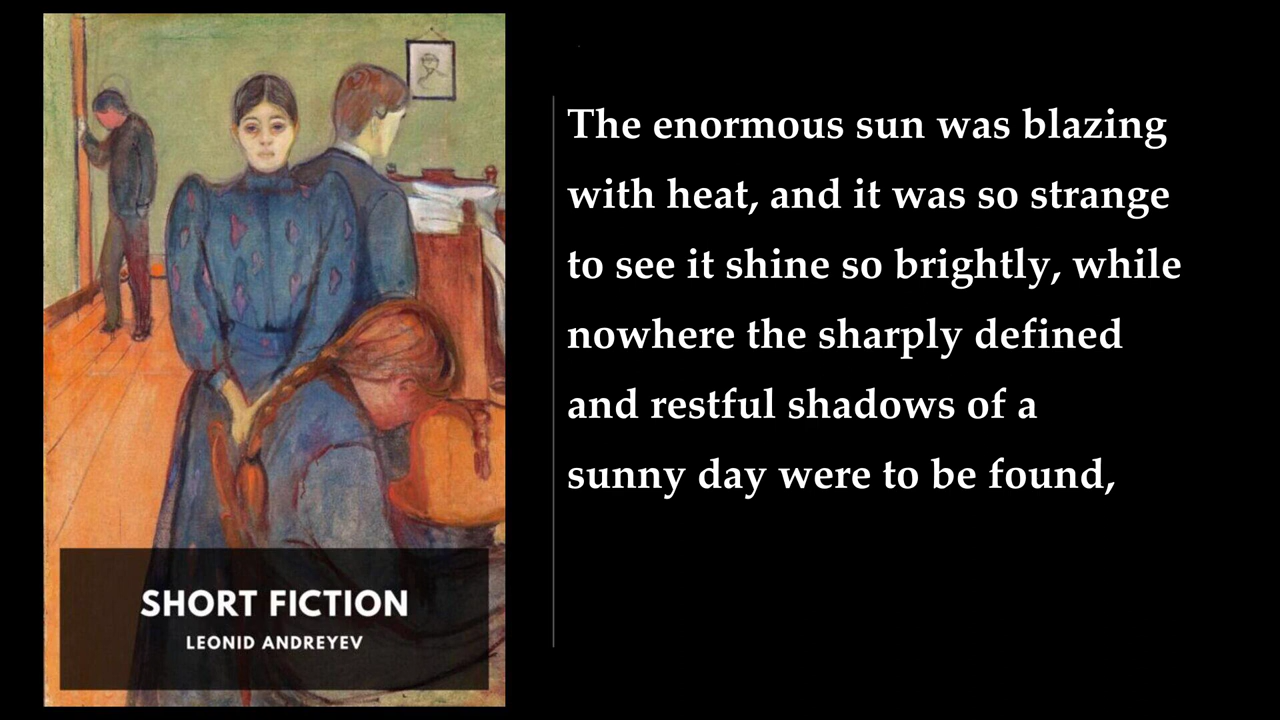 SHORT FICTION
LEONID ANDREYEV
The enormous sun was blazing
with heat, and it was so strange
to see it shine so brightly, while
nowhere the sharply defined
and restful shadows of a
sunny day were to be found,